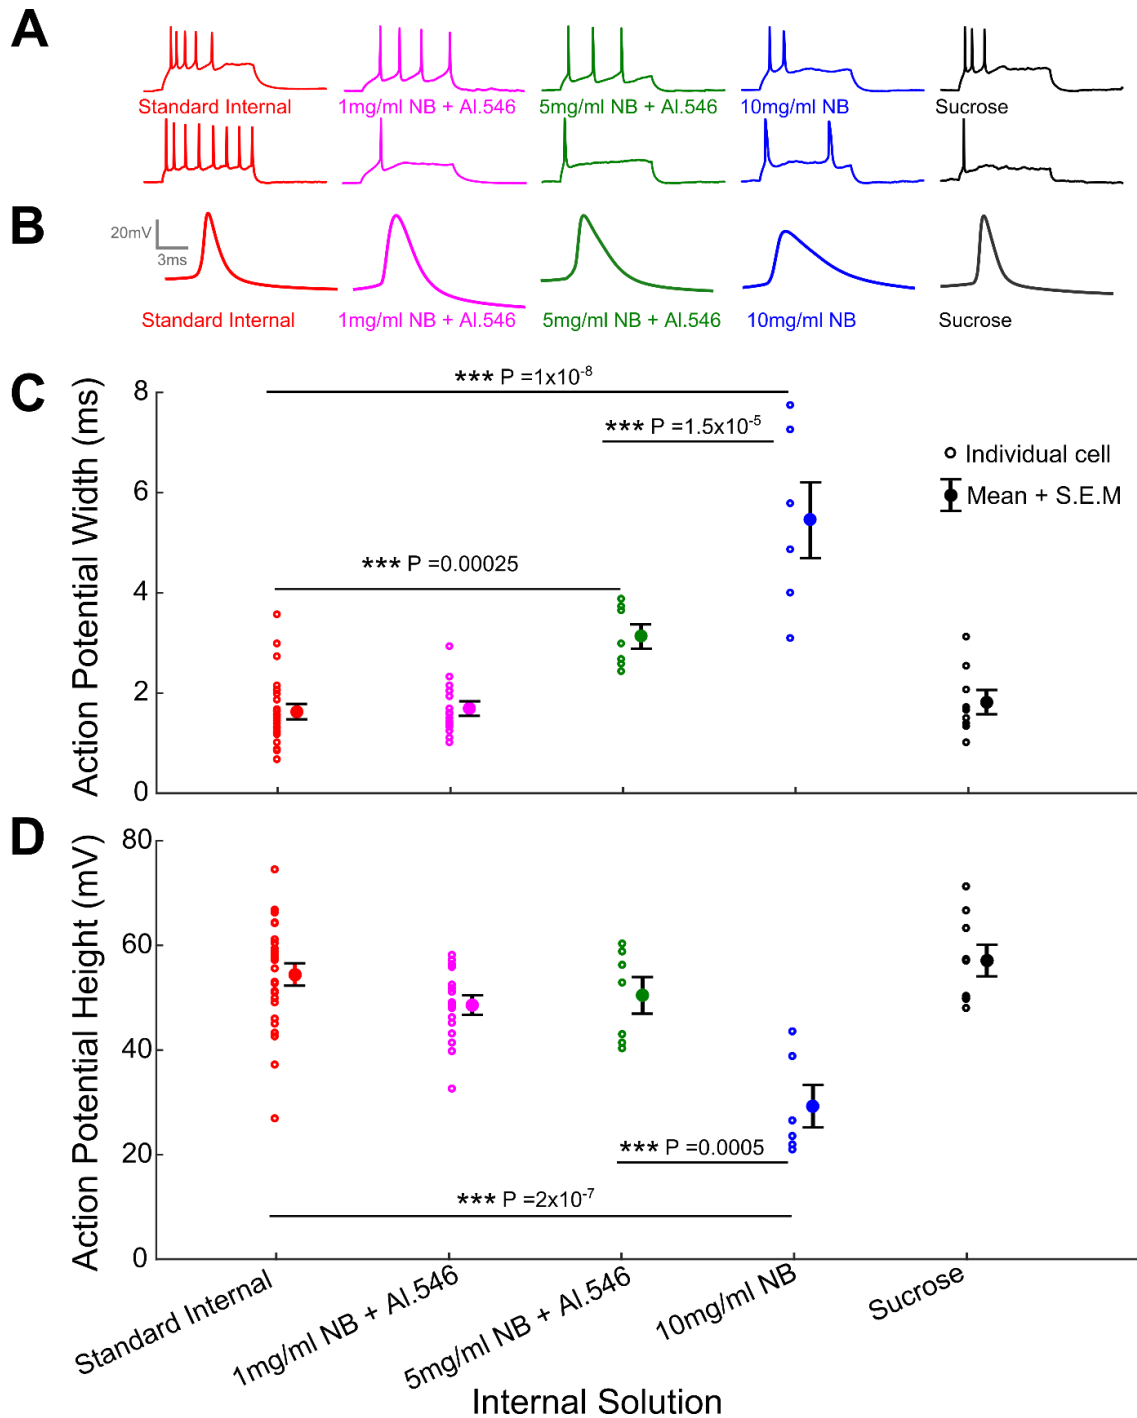 A
Standard Internal
1mg/ml NB + Al.546
5mg/ml NB + Al.546
10mg/ml NB
Sucrose
B
20mV
3ms
Standard Internal
1mg/ml NB + Al.546
5mg/ml NB + Al.546
10mg/ml NB
Sucrose
C
Action Potential Width (ms)
8
6
4
2
0
*** P =1x10-8
*** P =1.5x10-5
*** P =0.00025
Individual cell
Mean + S.E.M
D
Action Potential Height (mV)
80
60
40
20
0
*** P =0.0005
*** P =2x10-7
Standard Internal
1mg/ml NB + Al.546
5mg/ml NB + Al.546
10mg/ml NB
Sucrose
Internal Solution